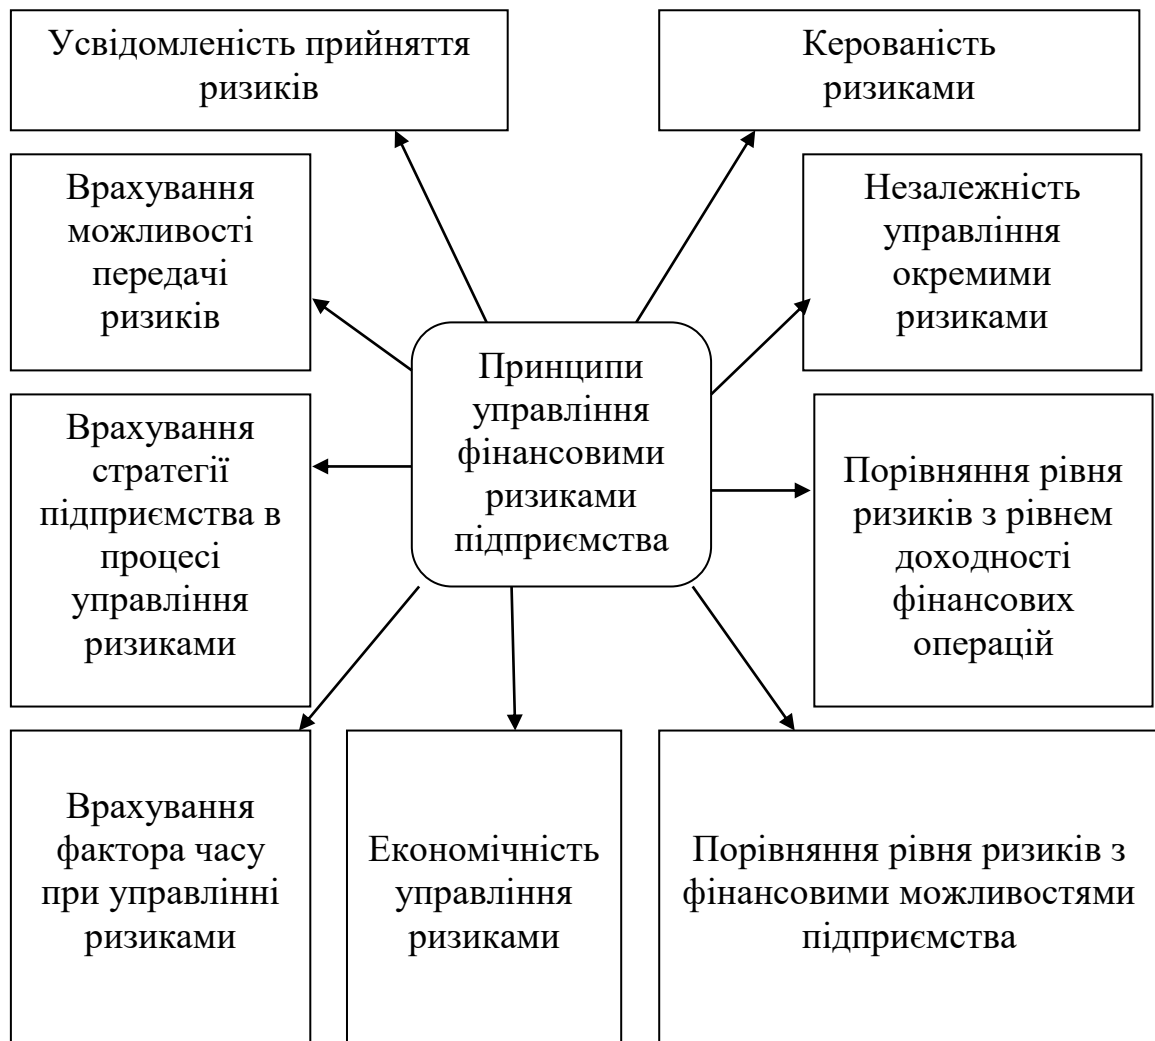 Усвідомленість прийняття
ризиків
Керованість
ризиками
Врахування
можливості
передачі
ризиків
Незалежність
управління
окремими
ризиками
Принципи
управління
фінансовими
ризиками
підприємства
Врахування
стратегії
підприємства в
процесі
управління
ризиками
Порівняння рівня
ризиків з рівнем
доходності
фінансових
операцій
Врахування
фактора часу
при управлінні
ризиками
Економічність
управління
ризиками
Порівняння рівня ризиків з
фінансовими можливостями
підприємства